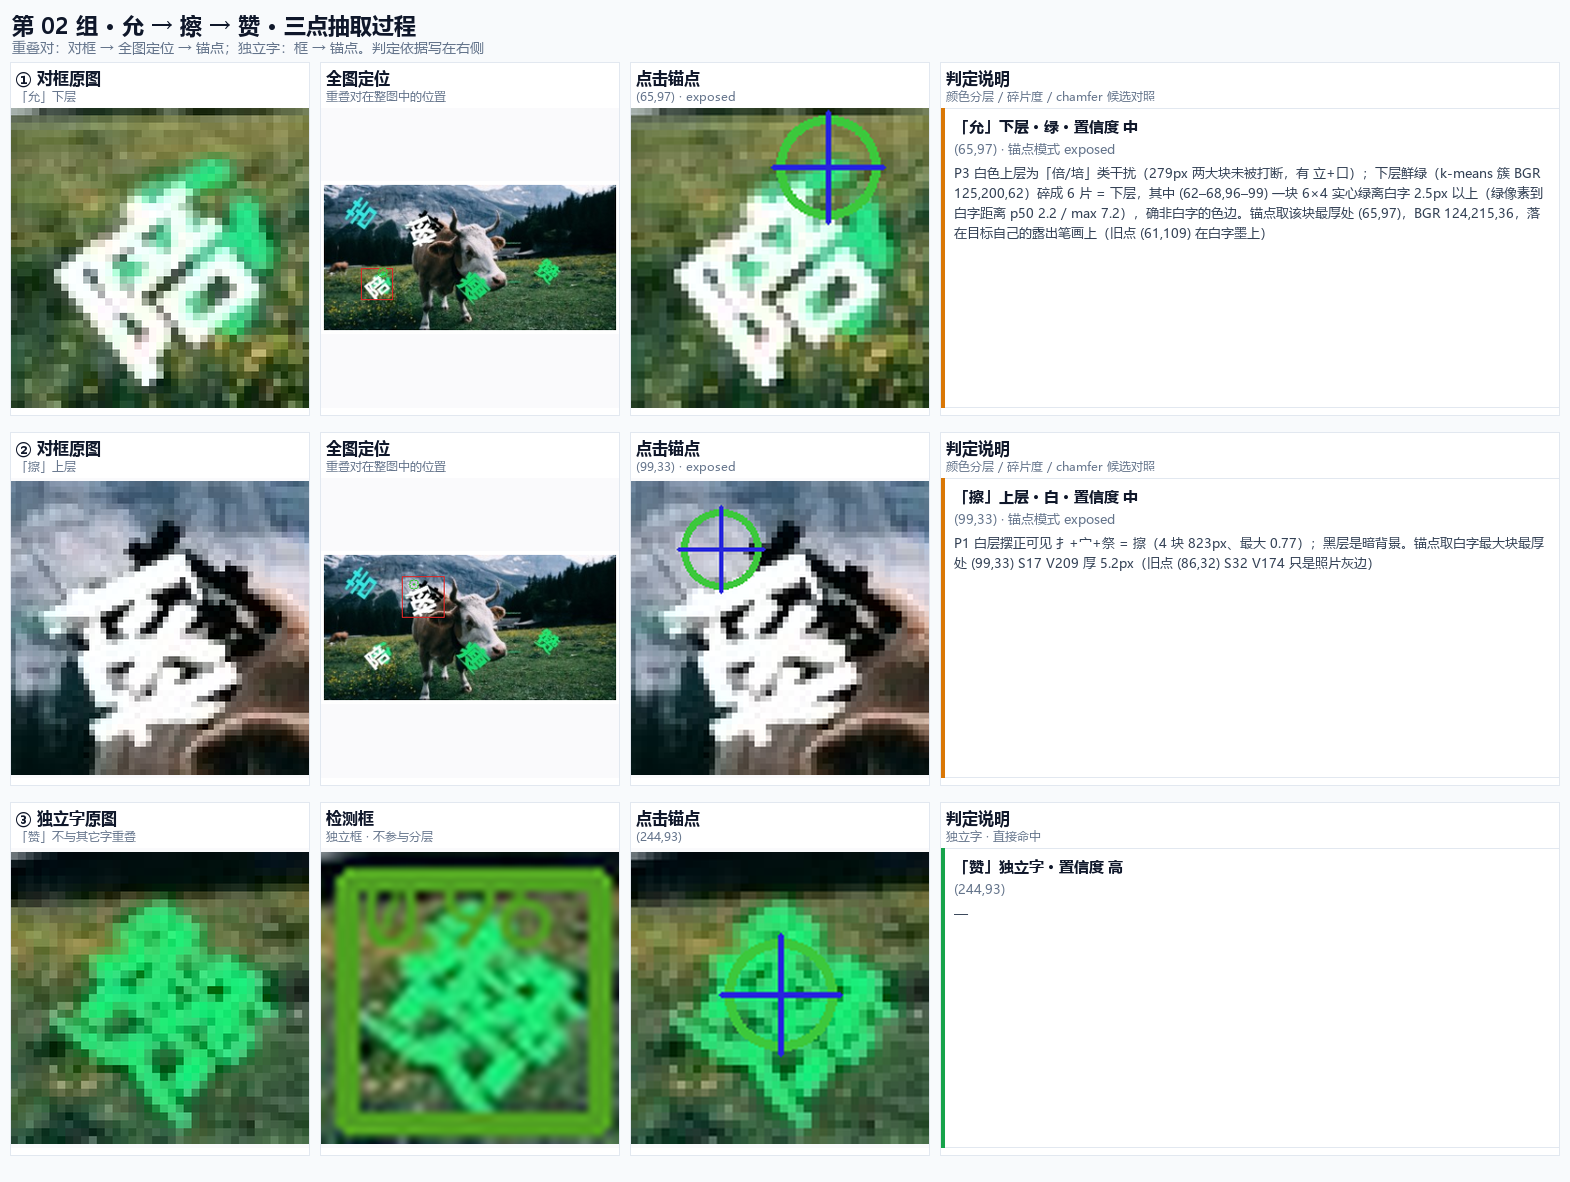 第 02 组 · 允 → 擦 → 赞 · 三点抽取过程
重叠对：对框 → 全图定位 → 锚点；独立字：框 → 锚点。判定依据写在右侧
① 对框原图
「允」下层
全图定位
重叠对在整图中的位置
点击锚点
(65,97) · exposed
判定说明
颜色分层 / 碎片度 / chamfer 候选对照
「允」下层 · 绿 · 置信度 中
(65,97) · 锚点模式 exposed
P3 白色上层为「倍/培」类干扰（279px 两大块未被打断，有 立+口）；下层鲜绿（k-means 簇 BGR
125,200,62）碎成 6 片 = 下层，其中 (62–68,96–99) 一块 6×4 实心绿离白字 2.5px 以上（绿像素到
白字距离 p50 2.2 / max 7.2），确非白字的色边。锚点取该块最厚处 (65,97)，BGR 124,215,36，落
在目标自己的露出笔画上（旧点 (61,109) 在白字墨上）
② 对框原图
「擦」上层
全图定位
重叠对在整图中的位置
点击锚点
(99,33) · exposed
判定说明
颜色分层 / 碎片度 / chamfer 候选对照
「擦」上层 · 白 · 置信度 中
(99,33) · 锚点模式 exposed
P1 白层摆正可见 扌+宀+祭 = 擦（4 块 823px、最大 0.77）；黑层是暗背景。锚点取白字最大块最厚
处 (99,33) S17 V209 厚 5.2px（旧点 (86,32) S32 V174 只是照片灰边）
③ 独立字原图
「赞」不与其它字重叠
检测框
独立框 · 不参与分层
点击锚点
(244,93)
判定说明
独立字 · 直接命中
「赞」独立字 · 置信度 高
(244,93)
—
0.96